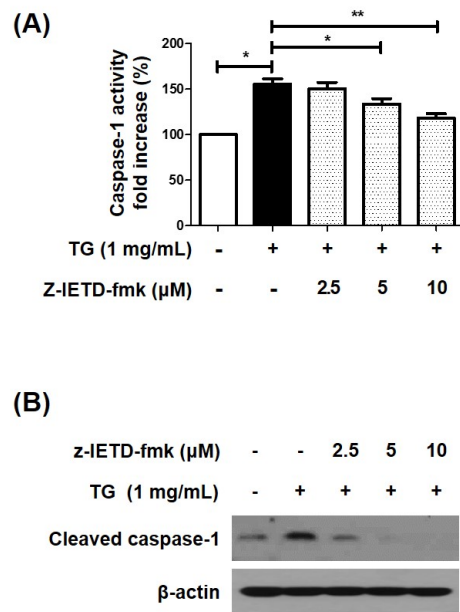 (A)
**
*
*
200
150
100
50
0
Caspase-1 activity
fold increase (%)
TG (1 mg/mL) - + + + +
Z-IETD-fmk (µM) - - 2.5 5 10
(B)
z-IETD-fmk (µM) - - 2.5 5 10
TG (1 mg/mL) - + + + +
Cleaved caspase-1
β-actin